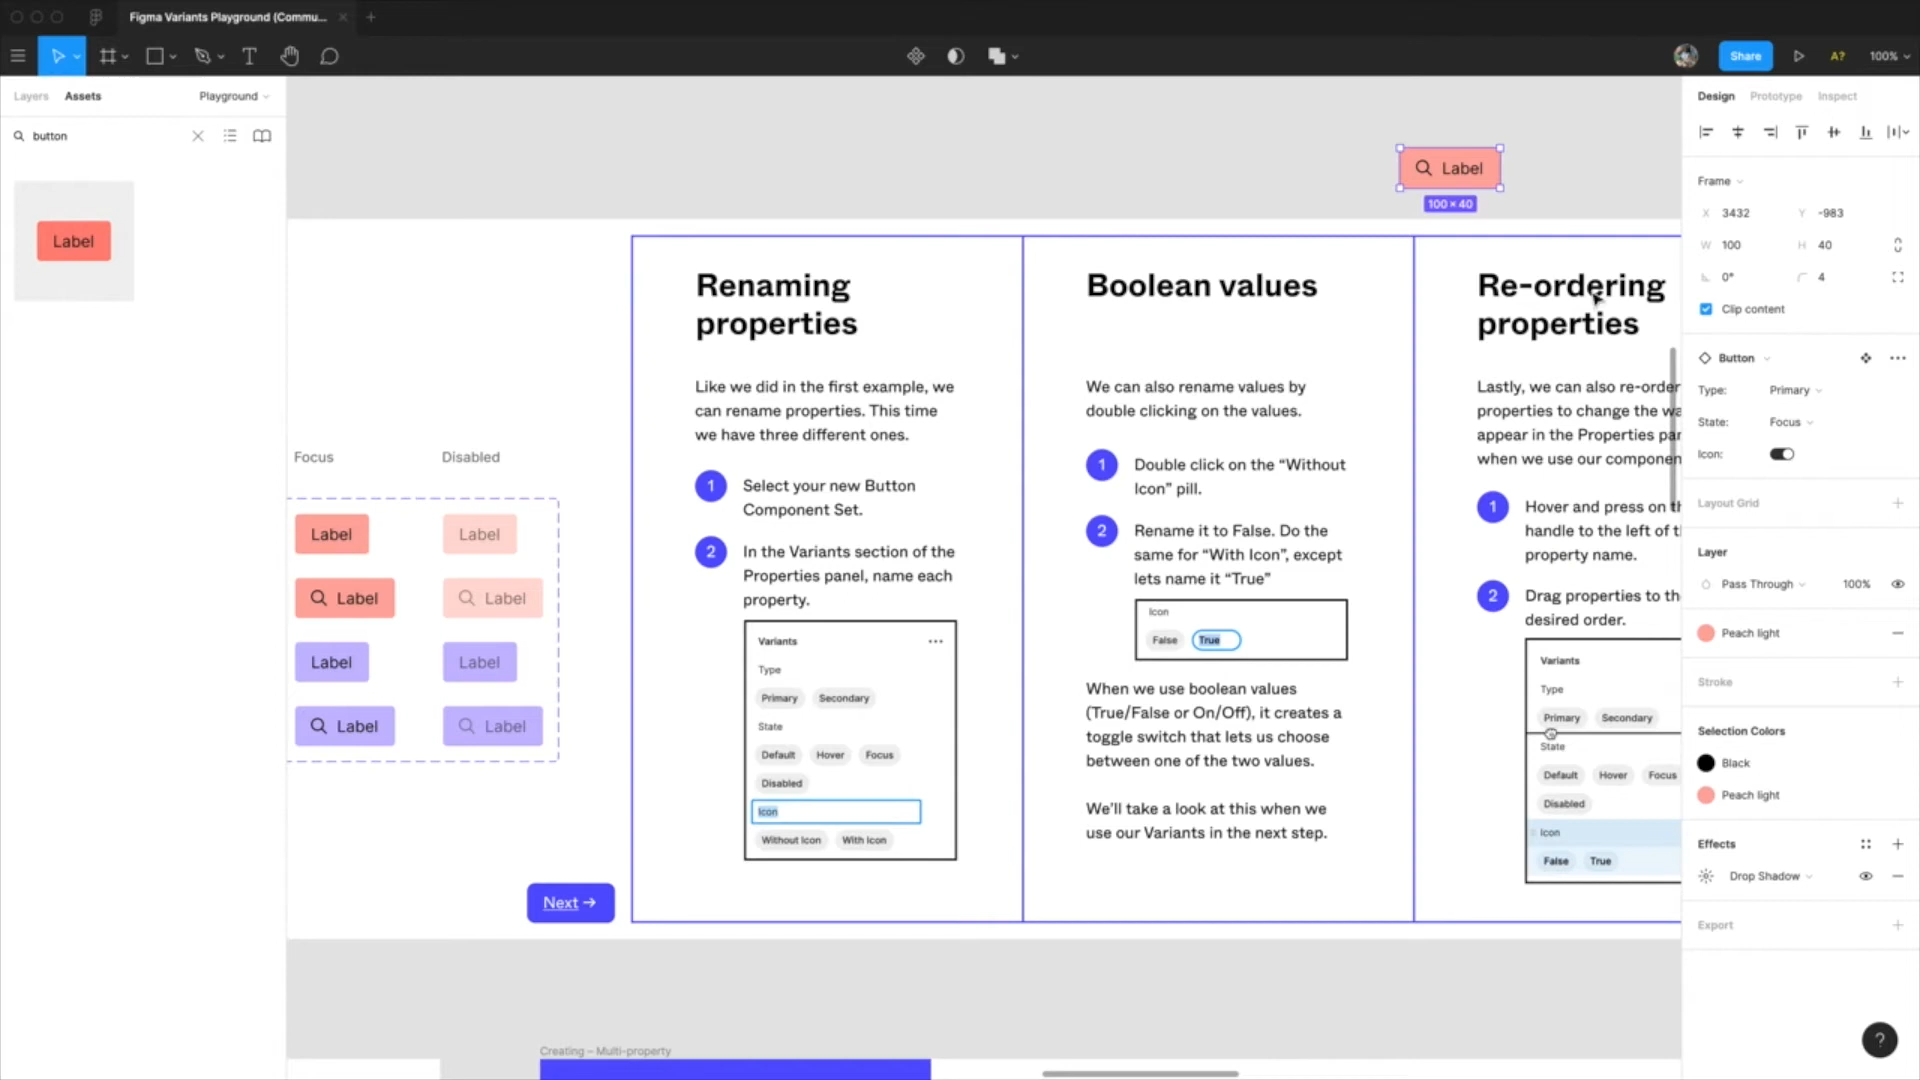 Figma Variants Playground (Commu...
Share
A?
100%
Layers
Assets
Playground
button
Label
Label
100 × 40
Focus
Disabled
Label
Label
Label
Label
Label
Label
Label
Label
Next →
Renaming
properties
Like we did in the first example, we
can rename properties. This time
we have three different ones.
1
Select your new Button
Component Set.
2
In the Variants section of the
Properties panel, name each
property.
Variants
Type
Primary
Secondary
State
Default
Hover
Focus
Disabled
Icon
Without Icon
With Icon
Boolean values
We can also rename values by
double clicking on the values.
1
Double click on the “Without
Icon” pill.
2
Rename it to False. Do the
same for “With Icon”, except
lets name it “True”
Icon
False
True
When we use boolean values
(True/False or On/Off), it creates a
toggle switch that lets us choose
between one of the two values.
We’ll take a look at this when we
use our Variants in the next step.
Re-ordering
properties
Lastly, we can also re-order
properties to change the wa
appear in the Properties pan
when we use our componen
1
Hover and press on th
handle to the left of t
property name.
2
Drag properties to the
desired order.
Variants
Type
Primary
Secondary
State
Default
Hover
Focus
Disabled
Icon
False
True
Creating – Multi-property
Design
Prototype
Inspect
Frame
X 3432
Y -983
W 100
H 40
0°
4
Clip content
Button
Type: Primary
State: Focus
Icon:
Layout Grid
Layer
Pass Through
100%
Peach light
Stroke
Selection Colors
Black
Peach light
Effects
Drop Shadow
Export
?